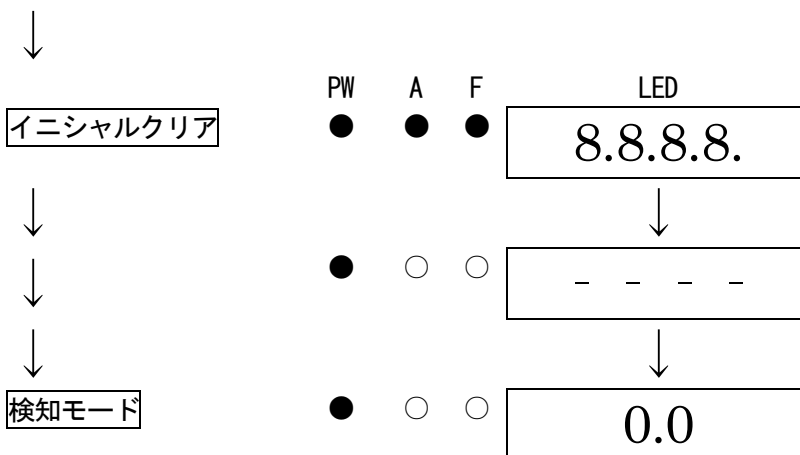 ↓
PW A F LED
イニシャルクリア ● ● ● 8.8.8.8.
↓ ↓
↓ ● ○ ○ - - - -
↓ ↓
検知モード ● ○ ○ 0.0